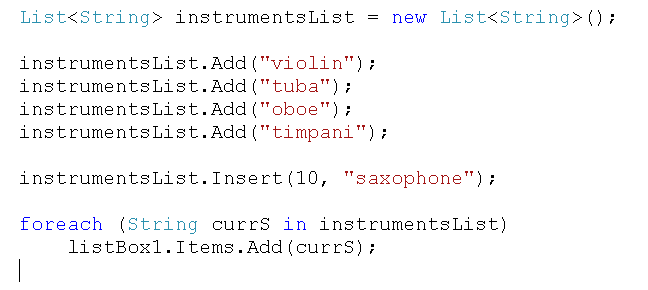 List<String> instrumentsList = new List<String>();
instrumentsList.Add("violin");
instrumentsList.Add("tuba");
instrumentsList.Add("oboe");
instrumentsList.Add("timpani");
instrumentsList.Insert(10, "saxophone");
foreach (String currS in instrumentsList)
    listBox1.Items.Add(currS);